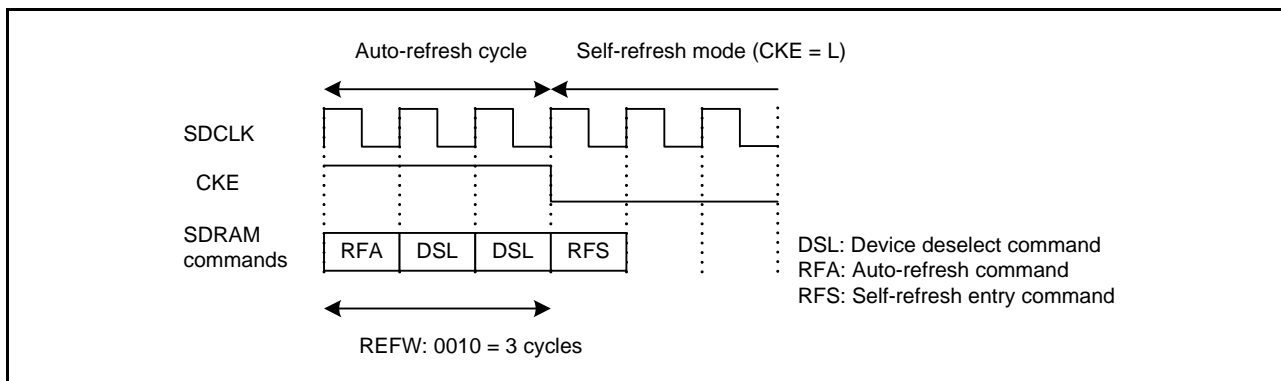 Auto-refresh cycle Self-refresh mode (CKE = L)
SDCLK
CKE
SDRAM
commands
RFA DSL DSL RFS
DSL: Device deselect command
RFA: Auto-refresh command
RFS: Self-refresh entry command
REFW: 0010 = 3 cycles